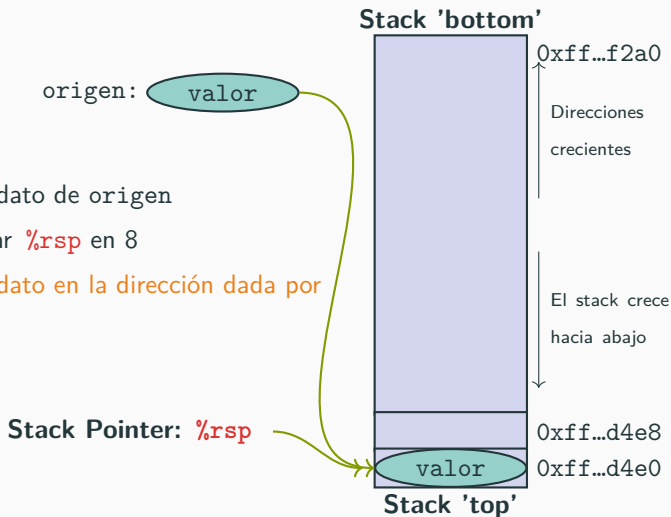 Stack 'bottom'
0xff…f2a0
origen: valor
Direcciones
crecientes
dato de origen
%rsp en 8
dato en la dirección dada por
El stack crece
hacia abajo
Stack Pointer: %rsp
0xff…d4e8
valor 0xff…d4e0
Stack 'top'